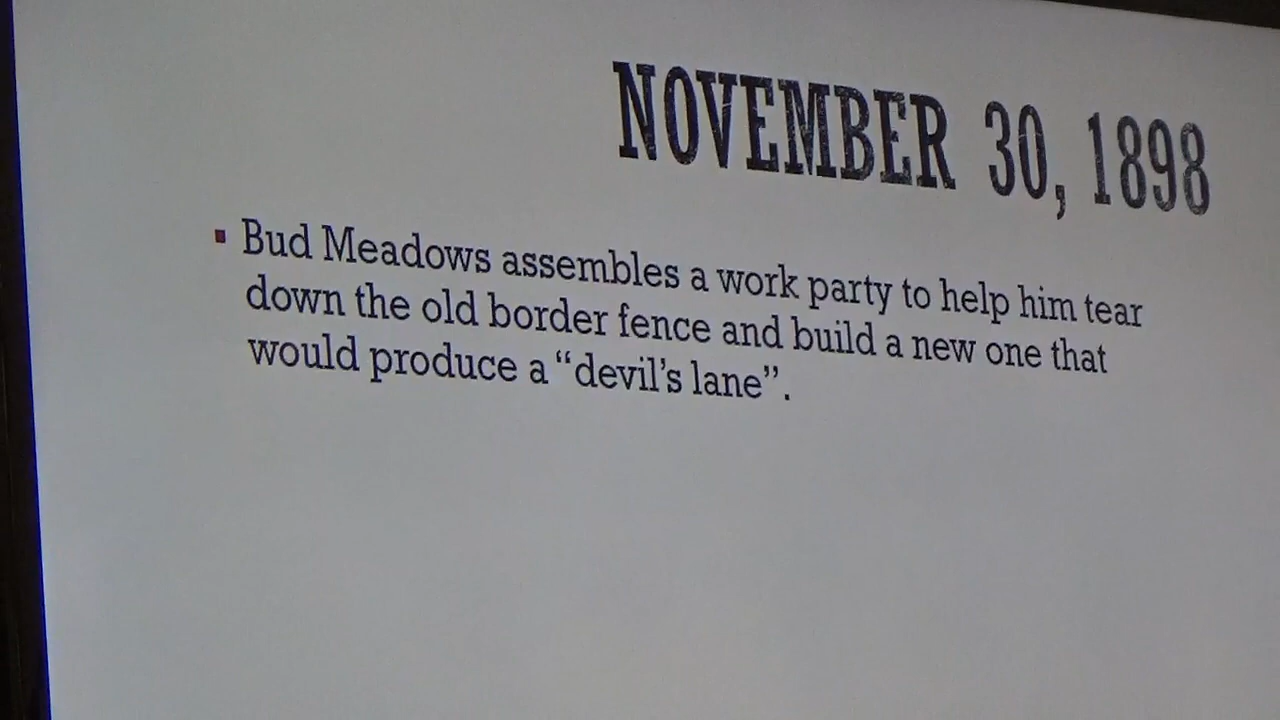 NOVEMBER 30, 1898
Bud Meadows assembles a work party to help him tear
down the old border fence and build a new one that
would produce a “devil’s lane”.